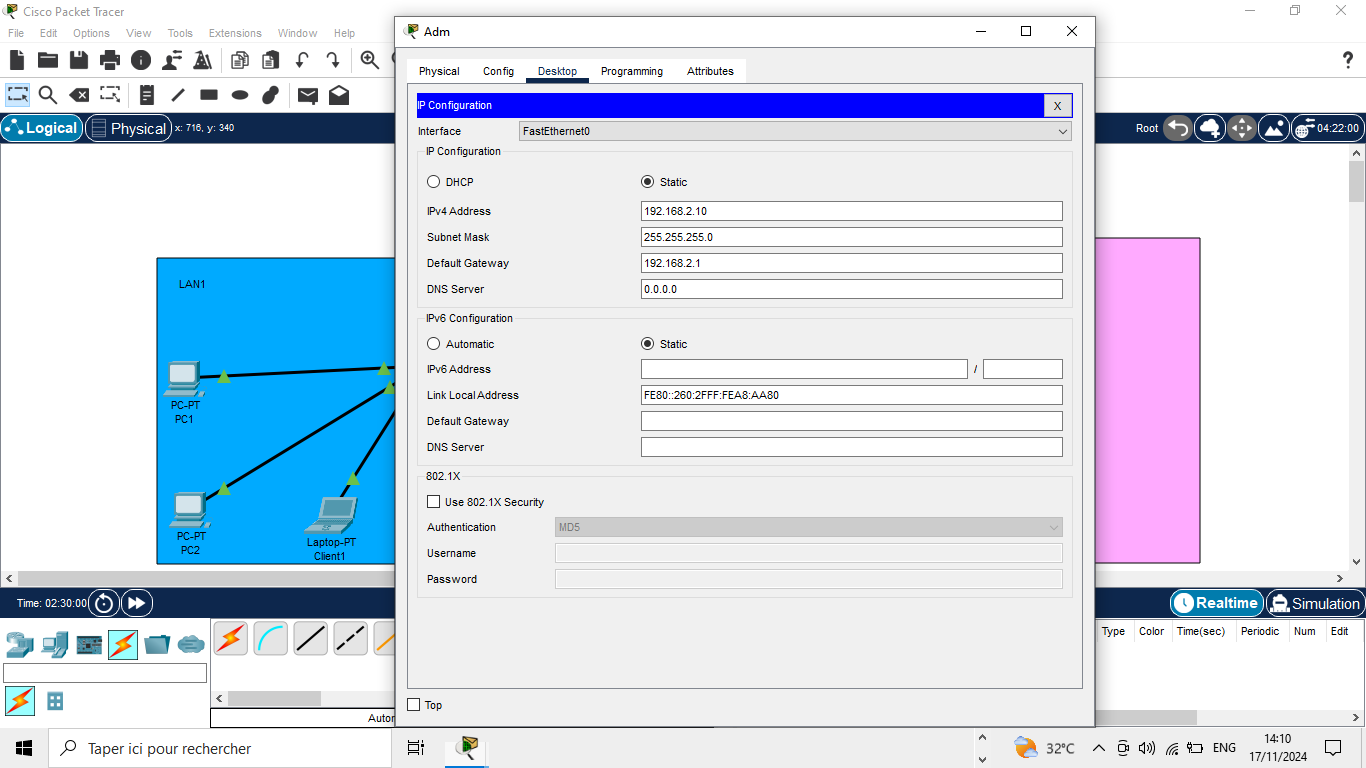 Cisco Packet Tracer
File Edit Options View Tools Extensions Window Help
Adm
Physical Config Desktop Programming Attributes
IP Configuration X
Interface FastEthernet0
IP Configuration
DHCP Static
IPv4 Address 192.168.2.10
Subnet Mask 255.255.255.0
Default Gateway 192.168.2.1
DNS Server 0.0.0.0
IPv6 Configuration
Automatic Static
IPv6 Address /
Link Local Address FE80::260:2FFF:FEA8:AA80
Default Gateway
DNS Server
802.1X
Use 802.1X Security
Authentication MD5
Username
Password
Top
Logical Physical x: 716, y: 340
Root 04:22:00
LAN1
PC-PT
PC1
PC-PT
PC2
Laptop-PT
Client1
Time: 02:30:00
Realtime Simulation
Type Color Time(sec) Periodic Num Edit
Autor
Taper ici pour rechercher
32°C ENG 14:10
17/11/2024